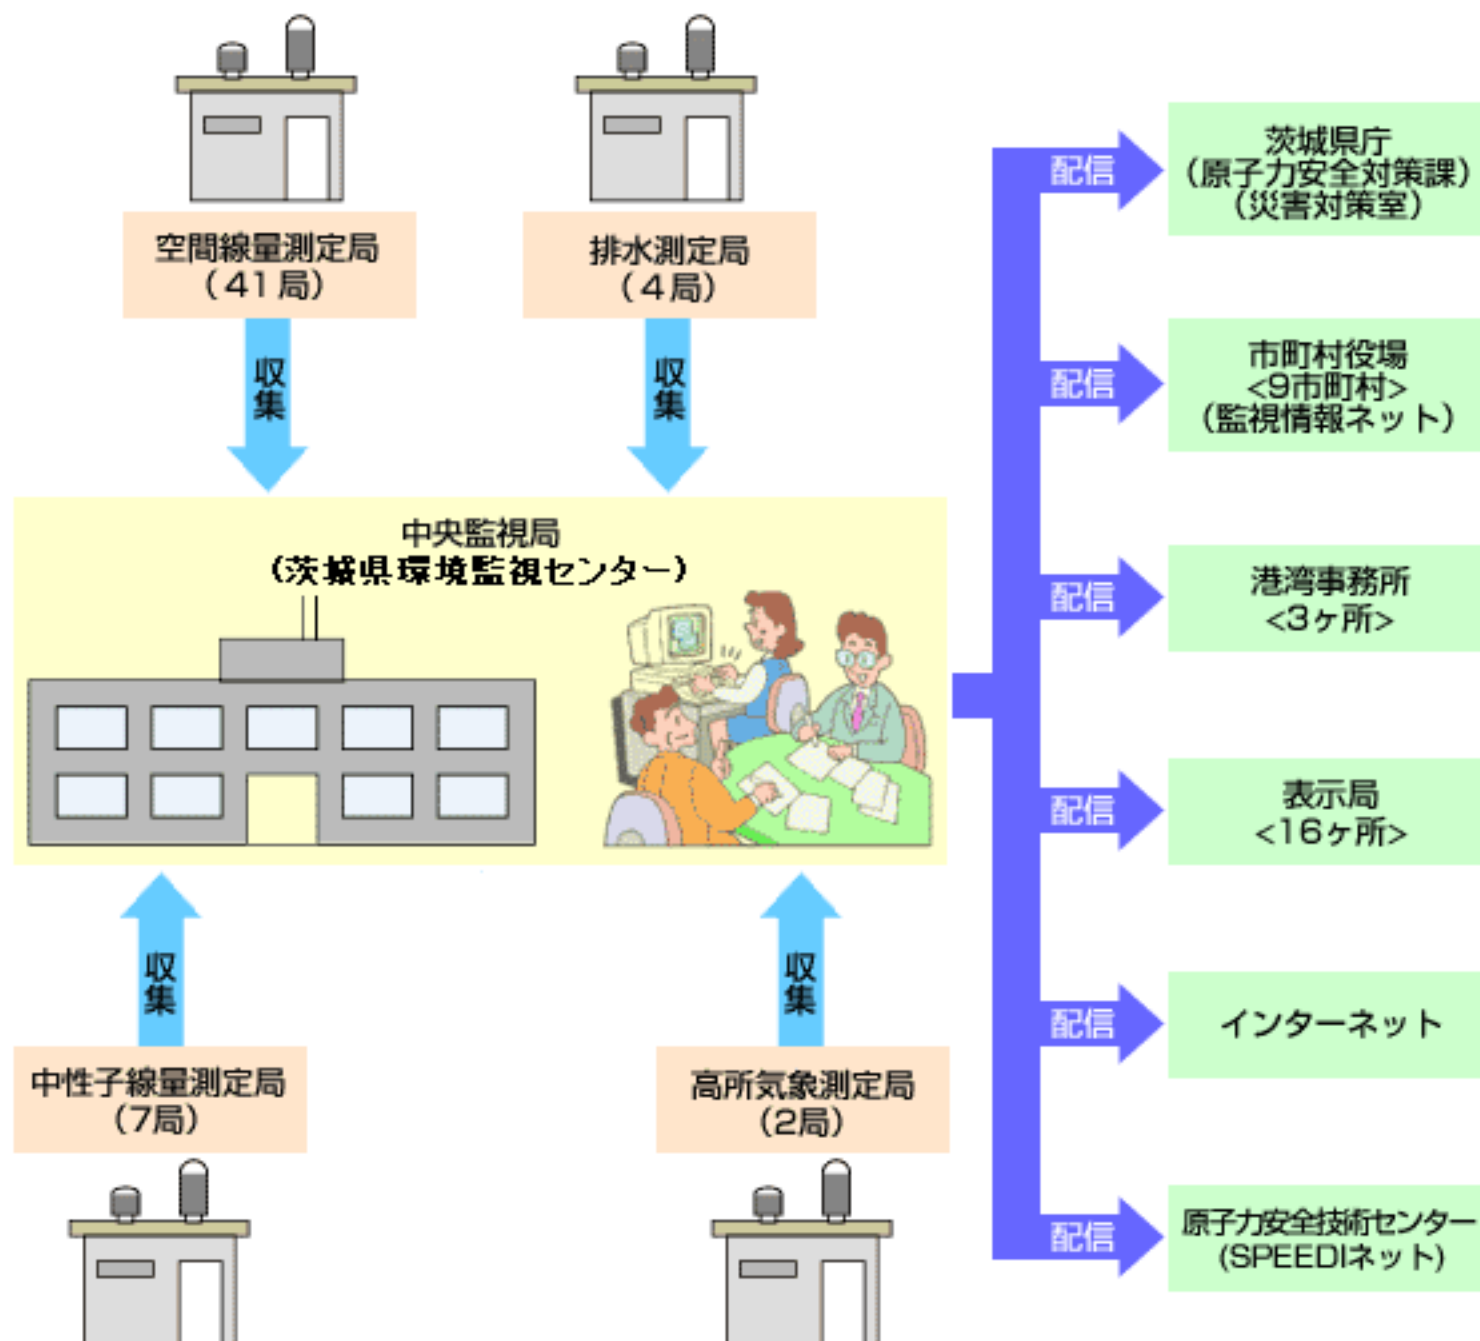 空間線量測定局
（41局）
排水測定局
（4局）
収集
収集
中央監視局
（茨城県環境監視センター）
収集
収集
中性子線量測定局
（7局）
高所気象測定局
（2局）
配信
茨城県庁
（原子力安全対策課）
（災害対策室）
配信
市町村役場
<9市町村>
（監視情報ネット）
配信
港湾事務所
<3ヶ所>
配信
表示局
<16ヶ所>
配信
インターネット
配信
原子力安全技術センター
(SPEEDIネット)